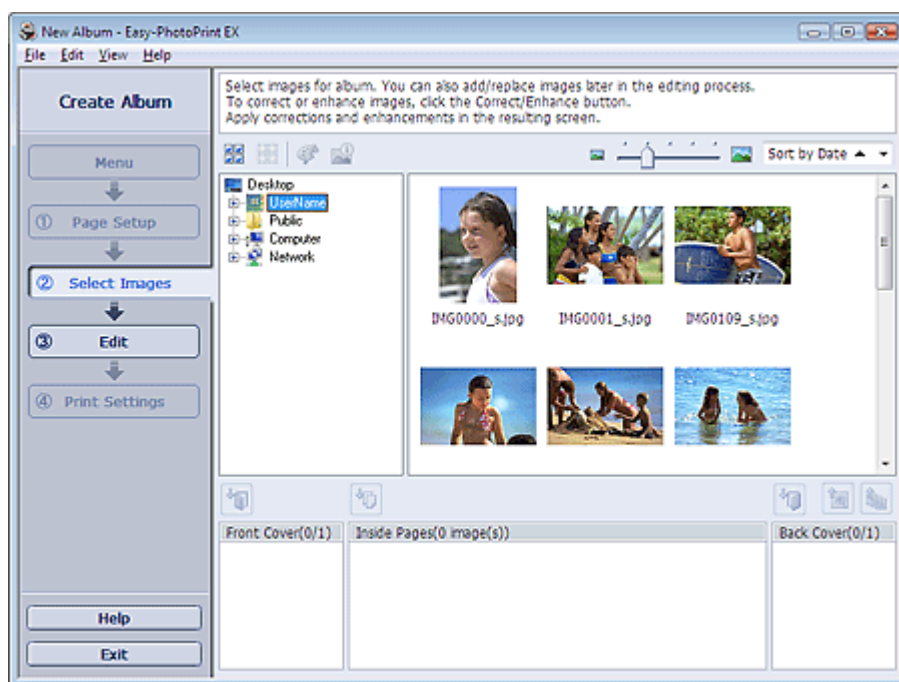 New Album - Easy-PhotoPrint EX
File Edit View Help
Create Album
Menu
① Page Setup
② Select Images
③ Edit
④ Print Settings
Help
Exit
Select images for album. You can also add/replace images later in the editing process.
To correct or enhance images, click the Correct/Enhance button.
Apply corrections and enhancements in the resulting screen.
Sort by Date
Desktop
UserName
Public
Computer
Network
IMG0000_s.jpg IMG0001_s.jpg IMG0109_s.jpg
Front Cover(0/1) Inside Pages(0 image(s)) Back Cover(0/1)